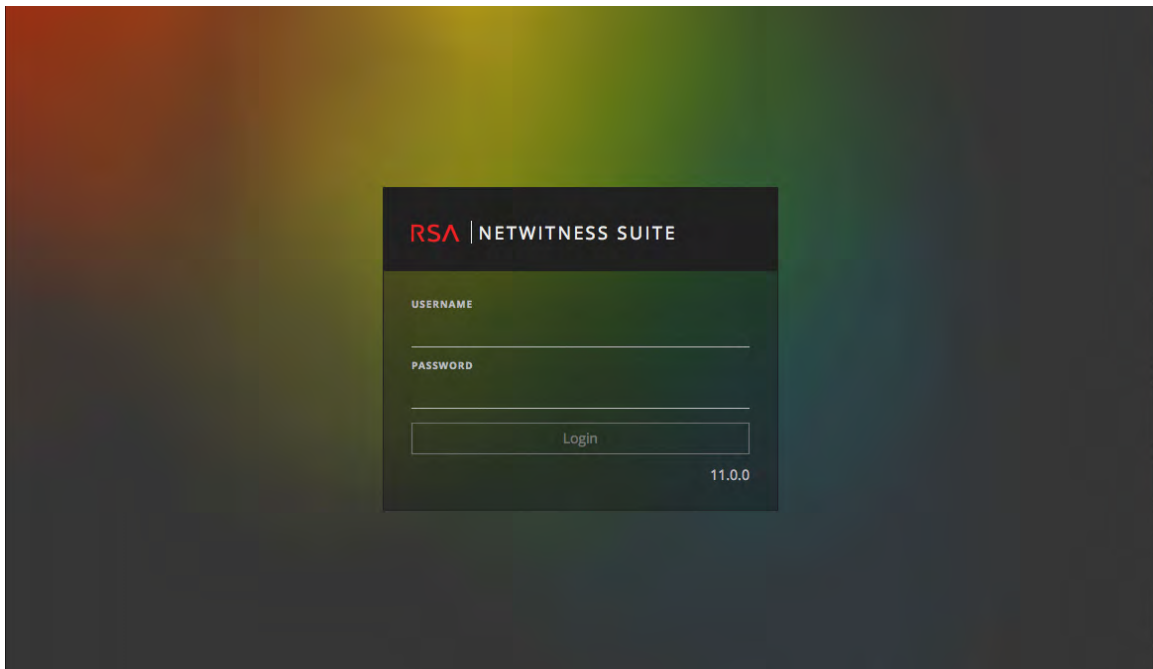 RSA | NETWITNESS SUITE
USERNAME
PASSWORD
Login
11.0.0